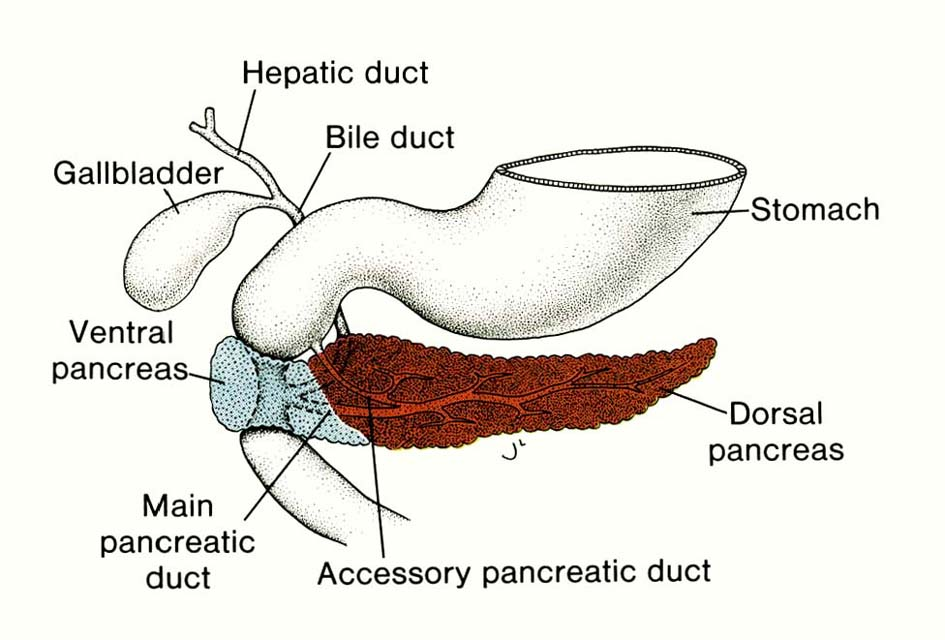 Hepatic duct
Bile duct
Gallbladder
Stomach
Ventral
pancreas
Dorsal
pancreas
Main
pancreatic
duct
Accessory pancreatic duct